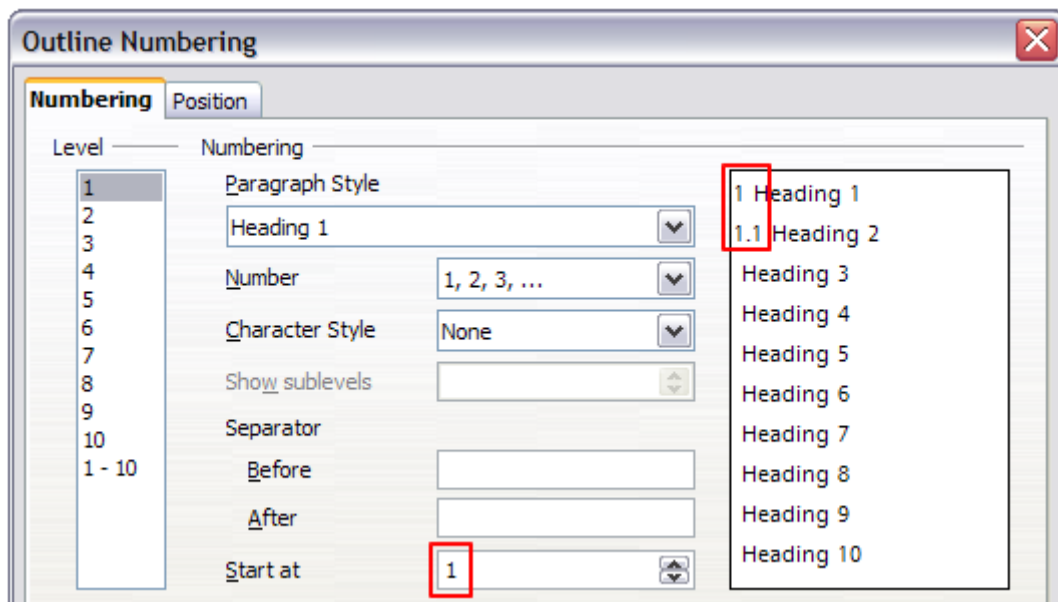 Outline Numbering
Numbering Position
Level
1
2
3
4
5
6
7
8
9
10
1 - 10
Numbering
Paragraph Style
Heading 1
Number 1, 2, 3, ...
Character Style None
Show sublevels
Separator
Before
After
Start at 1
1 Heading 1
1.1 Heading 2
Heading 3
Heading 4
Heading 5
Heading 6
Heading 7
Heading 8
Heading 9
Heading 10